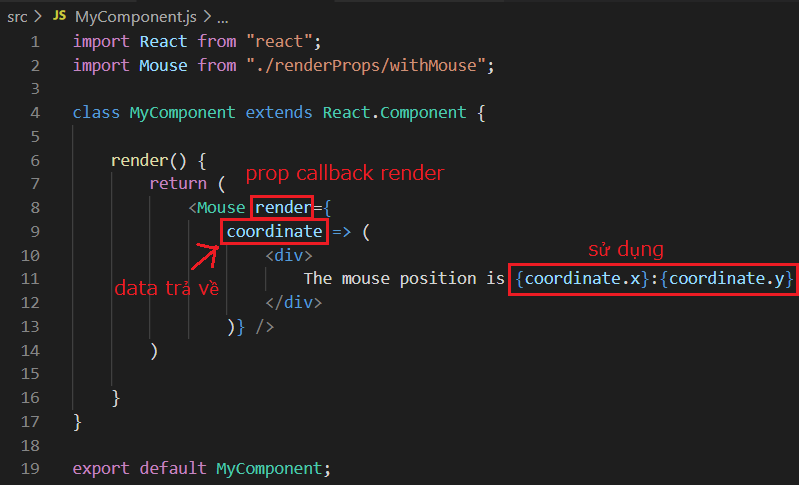 src > JS MyComponent.js > ...
1 import React from "react";
2 import Mouse from "./renderProps/withMouse";
3
4 class MyComponent extends React.Component {
5
6 render() {
prop callback render
7 return (
8 <Mouse render={
9 coordinate => (
sử dụng
10 <div>
11 The mouse position is {coordinate.x}:{coordinate.y}
data trả về
12 </div>
13 )} />
14 )
15
16 }
17 }
18
19 export default MyComponent;